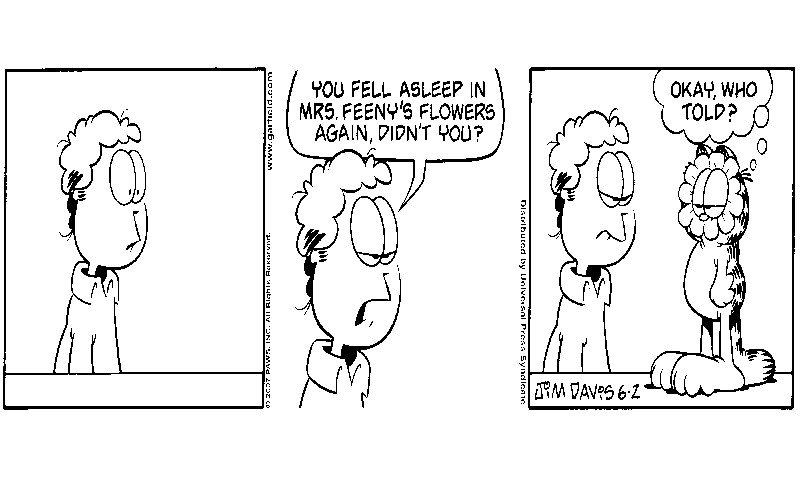 www.garfield.com
© 2007 PAWS, INC. All Rights Reserved.
YOU FELL ASLEEP IN
MRS. FEENY'S FLOWERS
AGAIN, DIDN'T YOU?
Distributed by Universal Press Syndicate
OKAY, WHO
TOLD?
JIM DAVIS 6-2